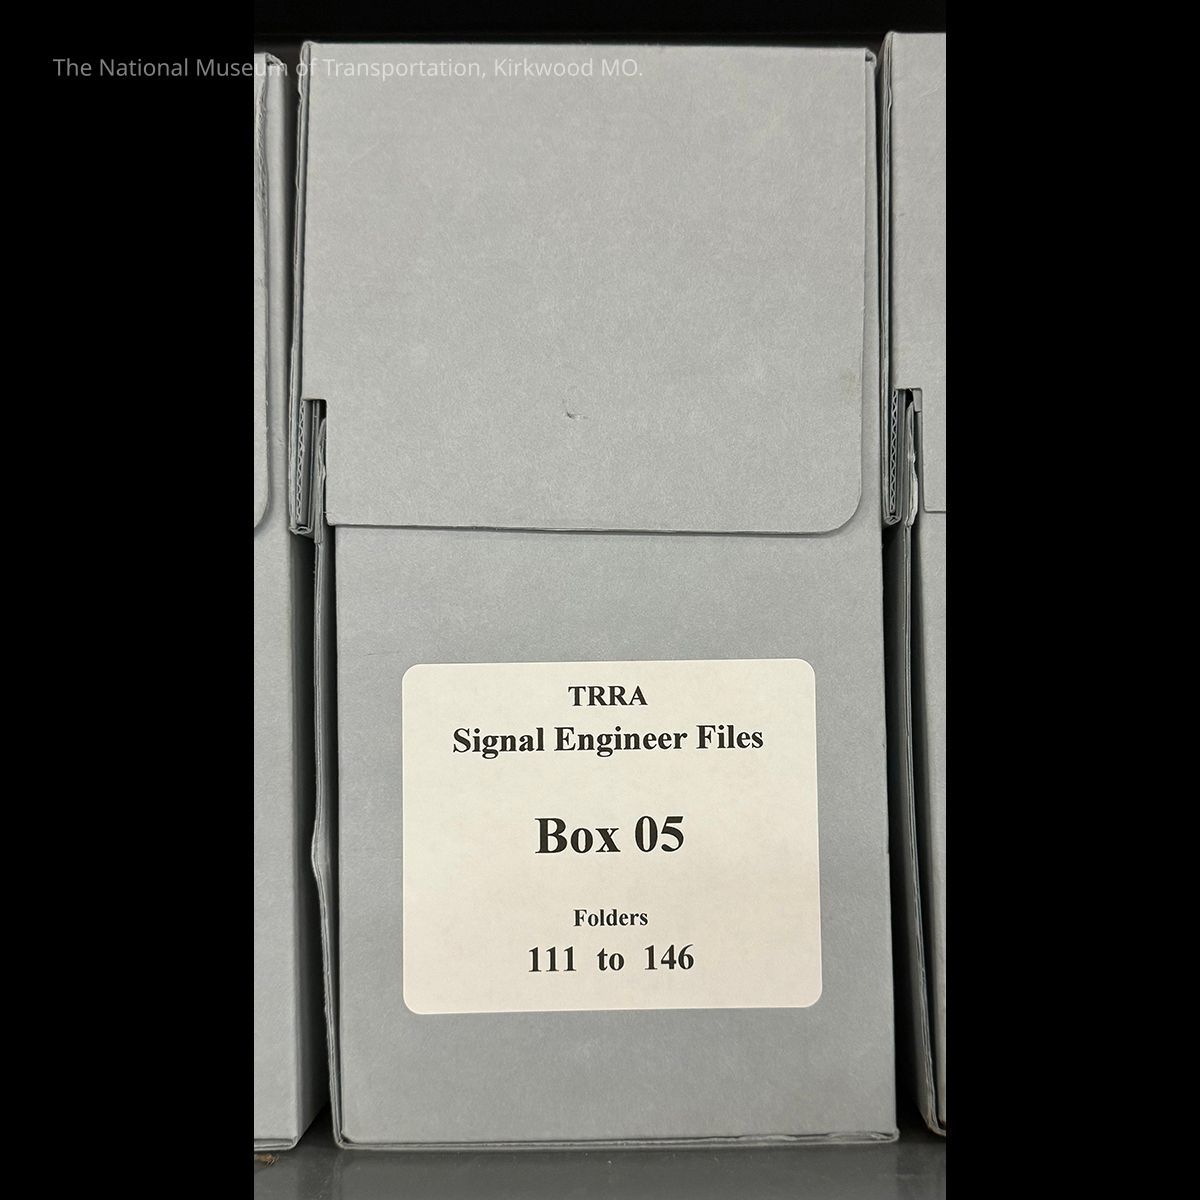 The National Museum of Transportation, Kirkwood MO.
TRRA
Signal Engineer Files
Box 05
Folders
111 to 146